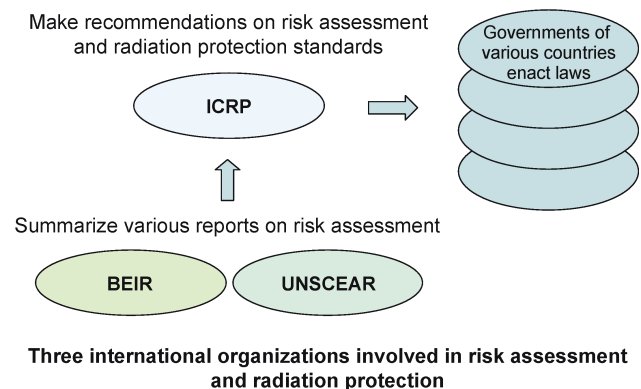 Make recommendations on risk assessment
and radiation protection standards
Governments of
various countries
enact laws
ICRP
Summarize various reports on risk assessment
BEIR
UNSCEAR
Three international organizations involved in risk assessment
and radiation protection